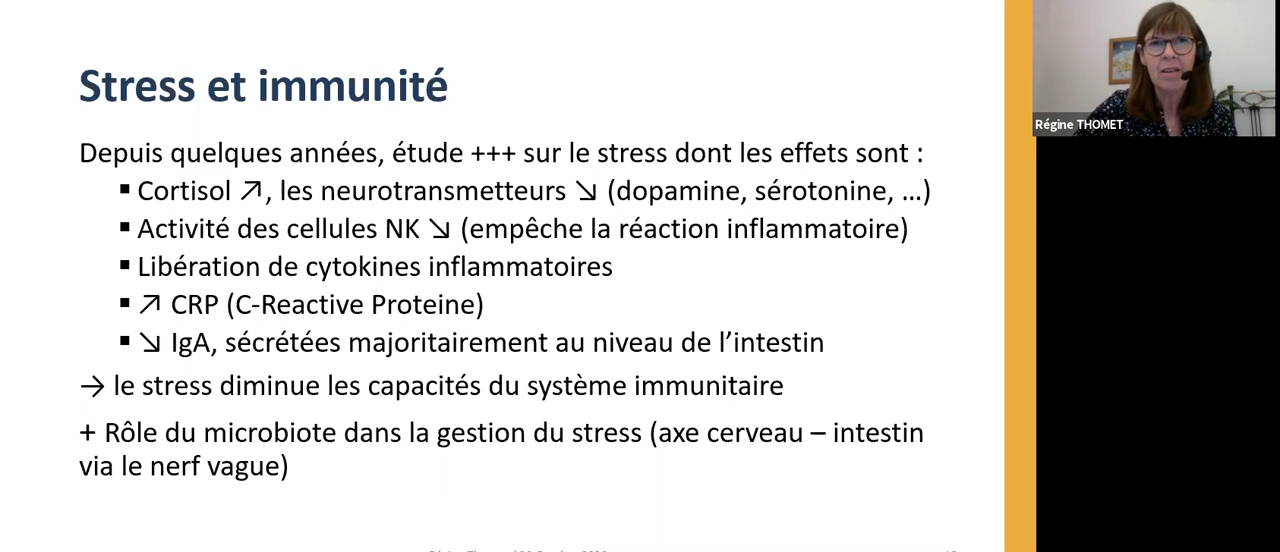 Stress et immunité
Depuis quelques années, étude +++ sur le stress dont les effets sont :
▪ Cortisol ↗, les neurotransmetteurs ↘ (dopamine, sérotonine, …)
▪ Activité des cellules NK ↘ (empêche la réaction inflammatoire)
▪ Libération de cytokines inflammatoires
▪ ↗ CRP (C-Reactive Proteine)
▪ ↘ IgA, sécrétées majoritairement au niveau de l’intestin
→ le stress diminue les capacités du système immunitaire
+ Rôle du microbiote dans la gestion du stress (axe cerveau – intestin
via le nerf vague)
Régine THOMET